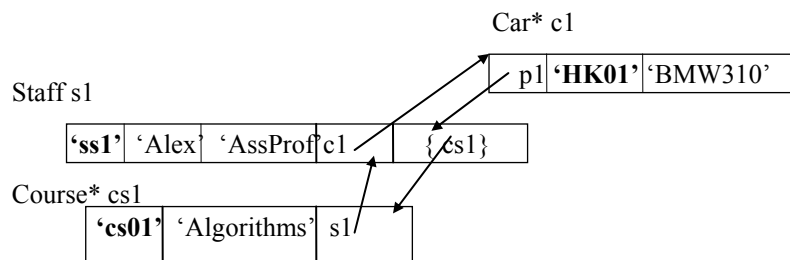 Car* c1
p1 ‘HK01’ ‘BMW310’
Staff s1
‘ss1’ ‘Alex’ ‘AssProf’ c1 { cs1}
Course* cs1
‘cs01’ ‘Algorithms’ s1